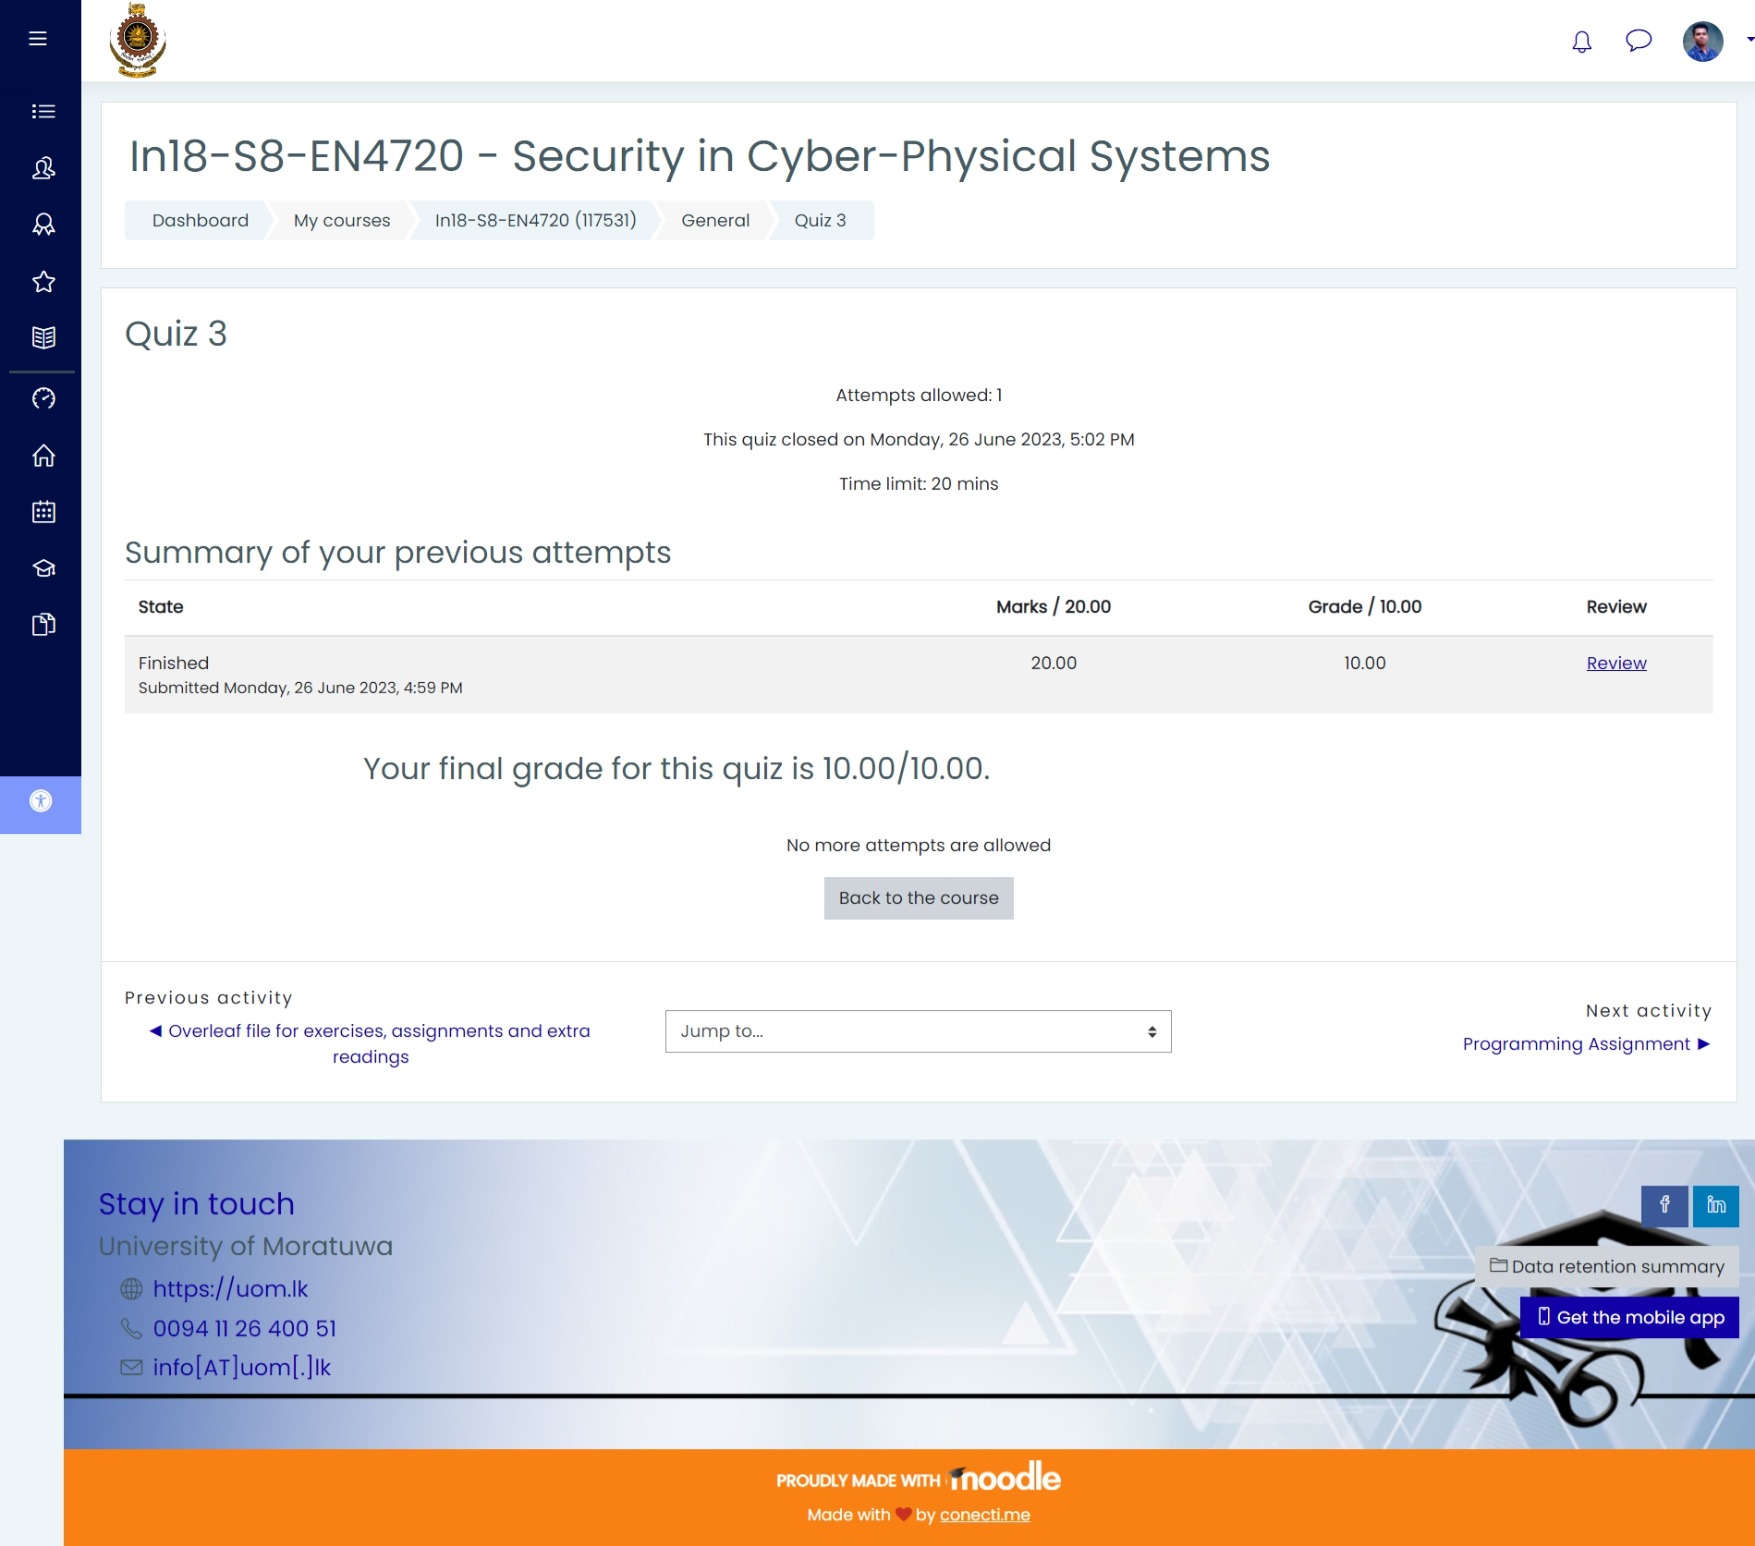 In18-S8-EN4720 - Security in Cyber-Physical Systems
Dashboard
My courses
In18-S8-EN4720 (117531)
General
Quiz 3
Quiz 3
Attempts allowed: 1
This quiz closed on Monday, 26 June 2023, 5:02 PM
Time limit: 20 mins
Summary of your previous attempts
State Marks / 20.00 Grade / 10.00 Review
Finished 20.00 10.00 Review
Submitted Monday, 26 June 2023, 4:59 PM
Your final grade for this quiz is 10.00/10.00.
No more attempts are allowed
Back to the course
Previous activity
◄ Overleaf file for exercises, assignments and extra
readings
Jump to...
Next activity
Programming Assignment ►
Stay in touch
University of Moratuwa
https://uom.lk
0094 11 26 400 51
info[AT]uom[.]lk
f
in
Data retention summary
Get the mobile app
PROUDLY MADE WITH moodle
Made with ❤ by conecti.me